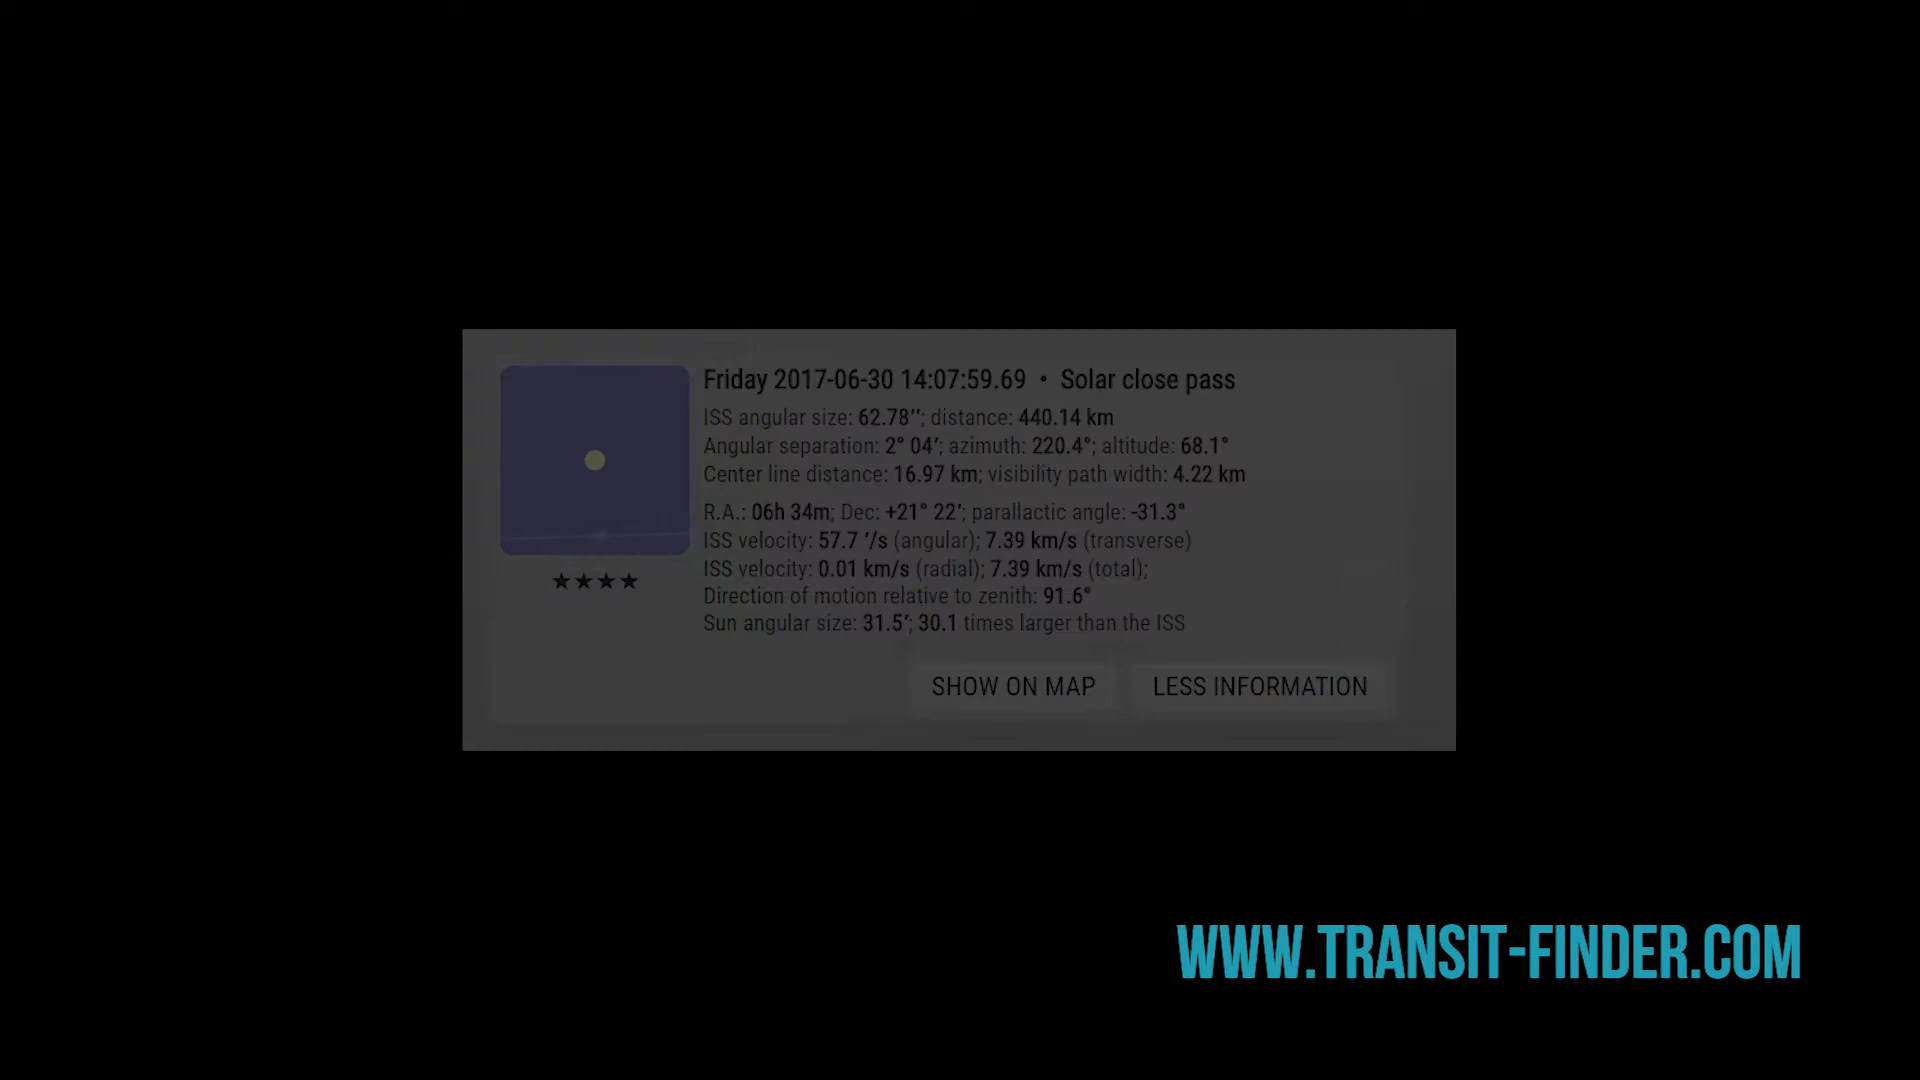 Friday 2017-06-30 14:07:59.69 • Solar close pass
ISS angular size: 62.78″; distance: 440.14 km
Angular separation: 2° 04′; azimuth: 220.4°; altitude: 68.1°
Center line distance: 16.97 km; visibility path width: 4.22 km
R.A.: 06h 34m; Dec: +21° 22′; parallactic angle: -31.3°
ISS velocity: 57.7 ′/s (angular); 7.39 km/s (transverse)
ISS velocity: 0.01 km/s (radial); 7.39 km/s (total);
Direction of motion relative to zenith: 91.6°
Sun angular size: 31.5′; 30.1 times larger than the ISS
★★★★
SHOW ON MAP LESS INFORMATION
WWW.TRANSIT-FINDER.COM